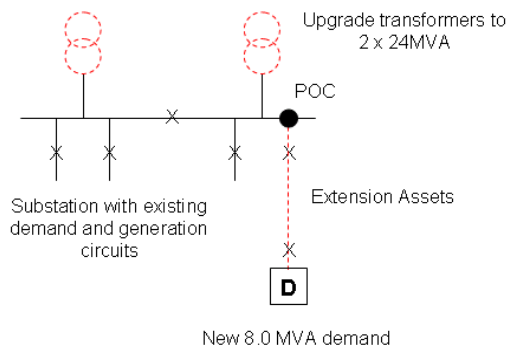 Upgrade transformers to
2 x 24MVA
POC
Extension Assets
Substation with existing
demand and generation
circuits
D
New 8.0 MVA demand